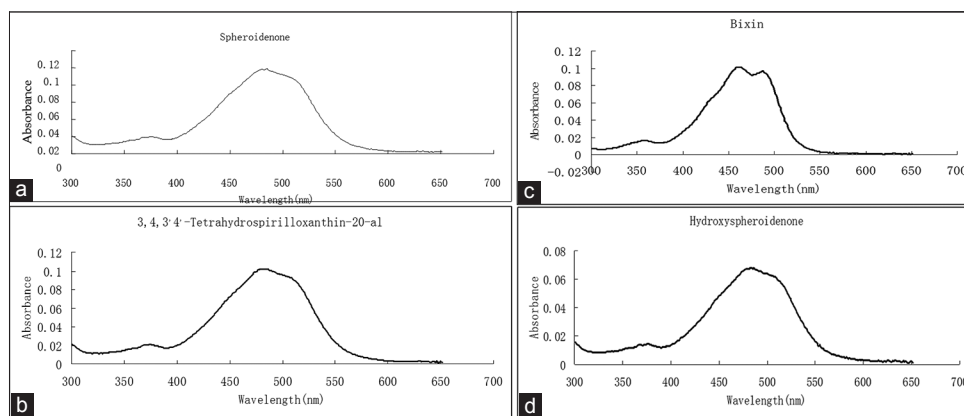 Spheroidenone
Absorbance
0.12
0.1
0.08
0.06
0.04
0.02
0
300 350 400 450 500 550 600 650 700
Wavelength(nm)
a
Bixin
Absorbance
0.12
0.1
0.08
0.06
0.04
0.02
0
-0.02
300 350 400 450 500 550 600 650 700
Wavelength(nm)
c
3,4,3'4'-Tetrahydrospirilloxanthin-20-al
Absorbance
0.12
0.1
0.08
0.06
0.04
0.02
0
300 350 400 450 500 550 600 650 700
Wavelength(nm)
b
Hydroxyspheroidenone
Absorbance
0.08
0.06
0.04
0.02
0
300 350 400 450 500 550 600 650 700
Wavelength(nm)
d